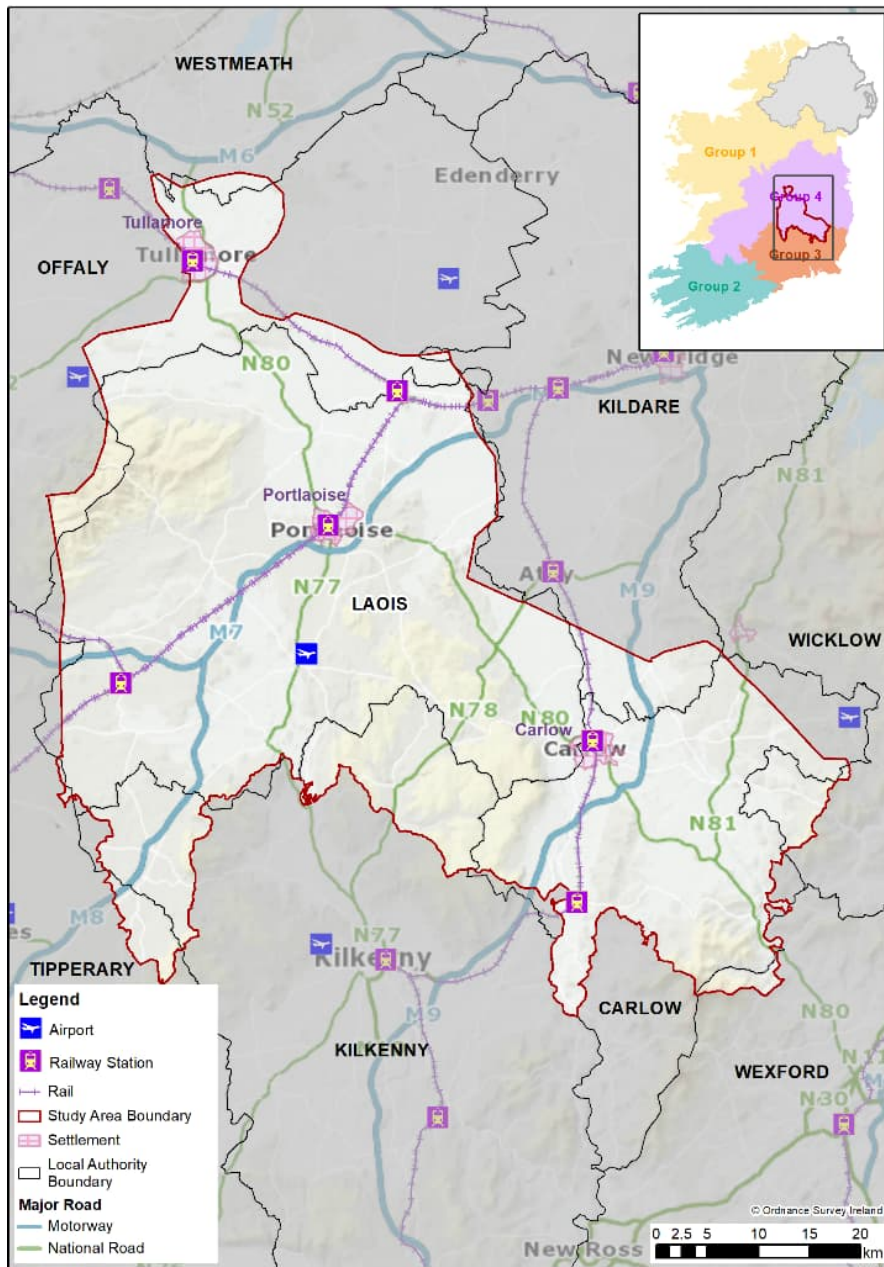 WESTMEATH
N52
M6
Edenderry
Group 1
Group 4
Group 3
Group 2
Tullamore
Tullamore
OFFALY
N80
Newbridge
KILDARE
N81
Portlaoise
Portlaoise
N77
LAOIS
Athy
M9
WICKLOW
M7
N78
N80
Carlow
Carlow
N81
M8
N77
TIPPERARY
Kilkenny
M9
CARLOW
KILKENNY
N80
WEXFORD
N11
N30
New Ross
Legend
Airport
Railway Station
Rail
Study Area Boundary
Settlement
Local Authority
Boundary
Major Road
Motorway
National Road
© Ordnance Survey Ireland
0 2.5 5 10 15 20
km